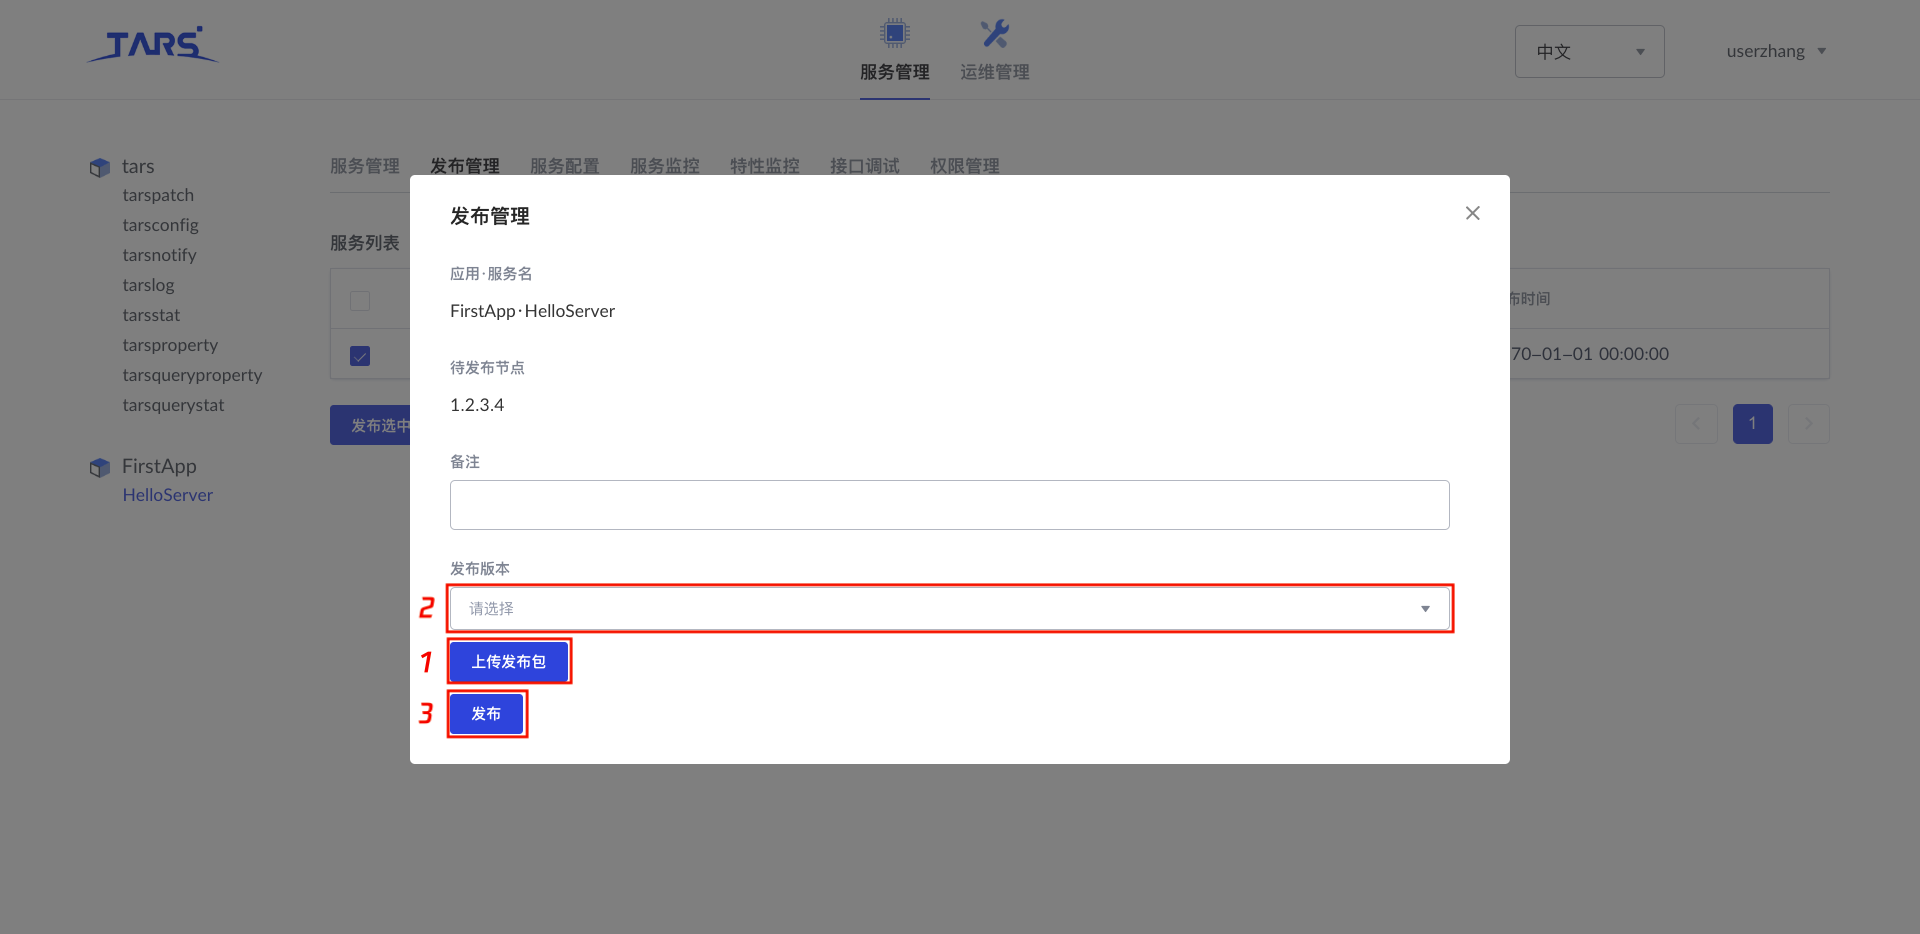 TARS
服务管理
运维管理
中文
userzhang
tars
tarspatch
tarsconfig
tarsnotify
tarslog
tarsstat
tarsproperty
tarsqueryproperty
tarsquerystat
FirstApp
HelloServer
服务管理 发布管理 服务配置 服务监控 特性监控 接口调试 权限管理
服务列表
布时间
70-01-01 00:00:00
发布选中
1
发布管理
应用·服务名
FirstApp·HelloServer
待发布节点
1.2.3.4
备注
发布版本
2 请选择
1 上传发布包
3 发布